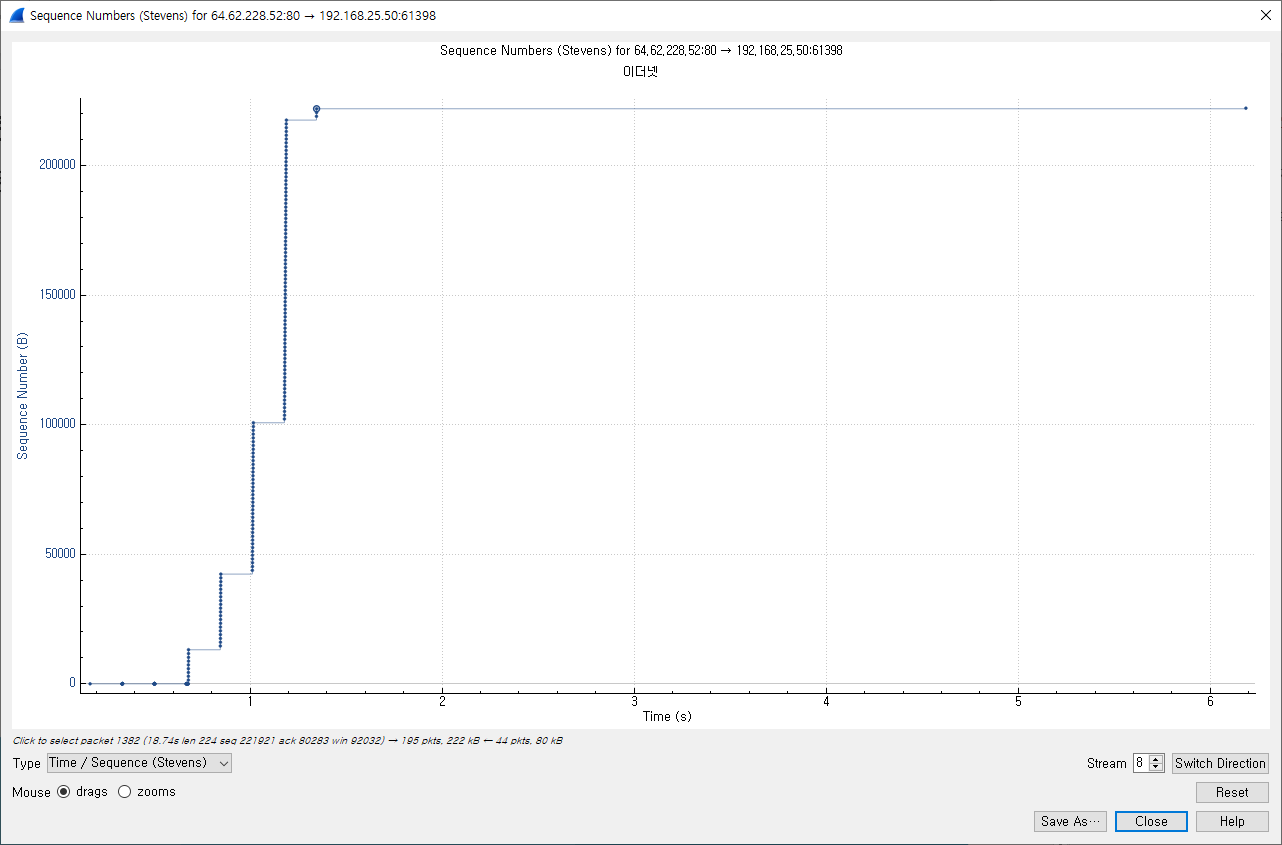 Sequence Numbers (Stevens) for 64.62.228.52:80 → 192.168.25.50:61398
Sequence Numbers (Stevens) for 64.62.228.52:80 → 192.168.25.50:61398
이더넷
Sequence Number (B)
200000
150000
100000
50000
0
1 2 3 4 5 6
Time (s)
Click to select packet 1382 (18.74s len 224 seq 221921 ack 80283 win 92032) → 195 pkts, 222 kB ← 44 pkts, 80 kB
Type Time / Sequence (Stevens) Stream 8 Switch Direction
Mouse drags zooms Reset
Save As… Close Help